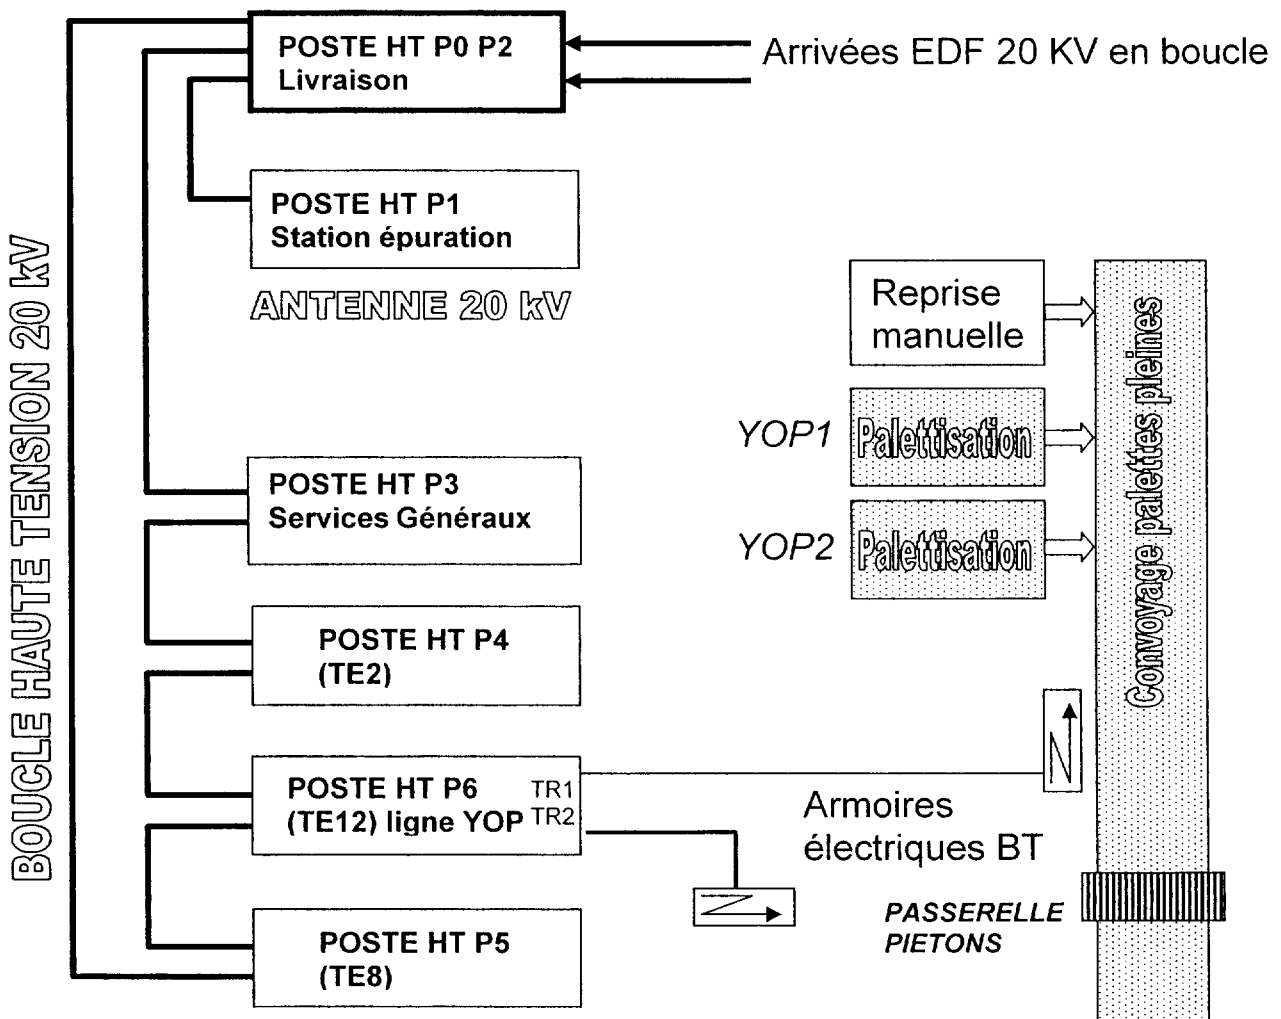 POSTE HT P0 P2
Livraison
Arrivées EDF 20 KV en boucle
POSTE HT P1
Station épuration
ANTENNE 20 kV
BOUCLE HAUTE TENSION 20 kV
POSTE HT P3
Services Généraux
POSTE HT P4
(TE2)
POSTE HT P6
TR1
(TE12) ligne YOP
TR2
POSTE HT P5
(TE8)
Reprise
manuelle
YOP1
Palettisation
YOP2
Palettisation
Convoyage palettes pleines
Armoires
électriques BT
PASSERELLE
PIETONS